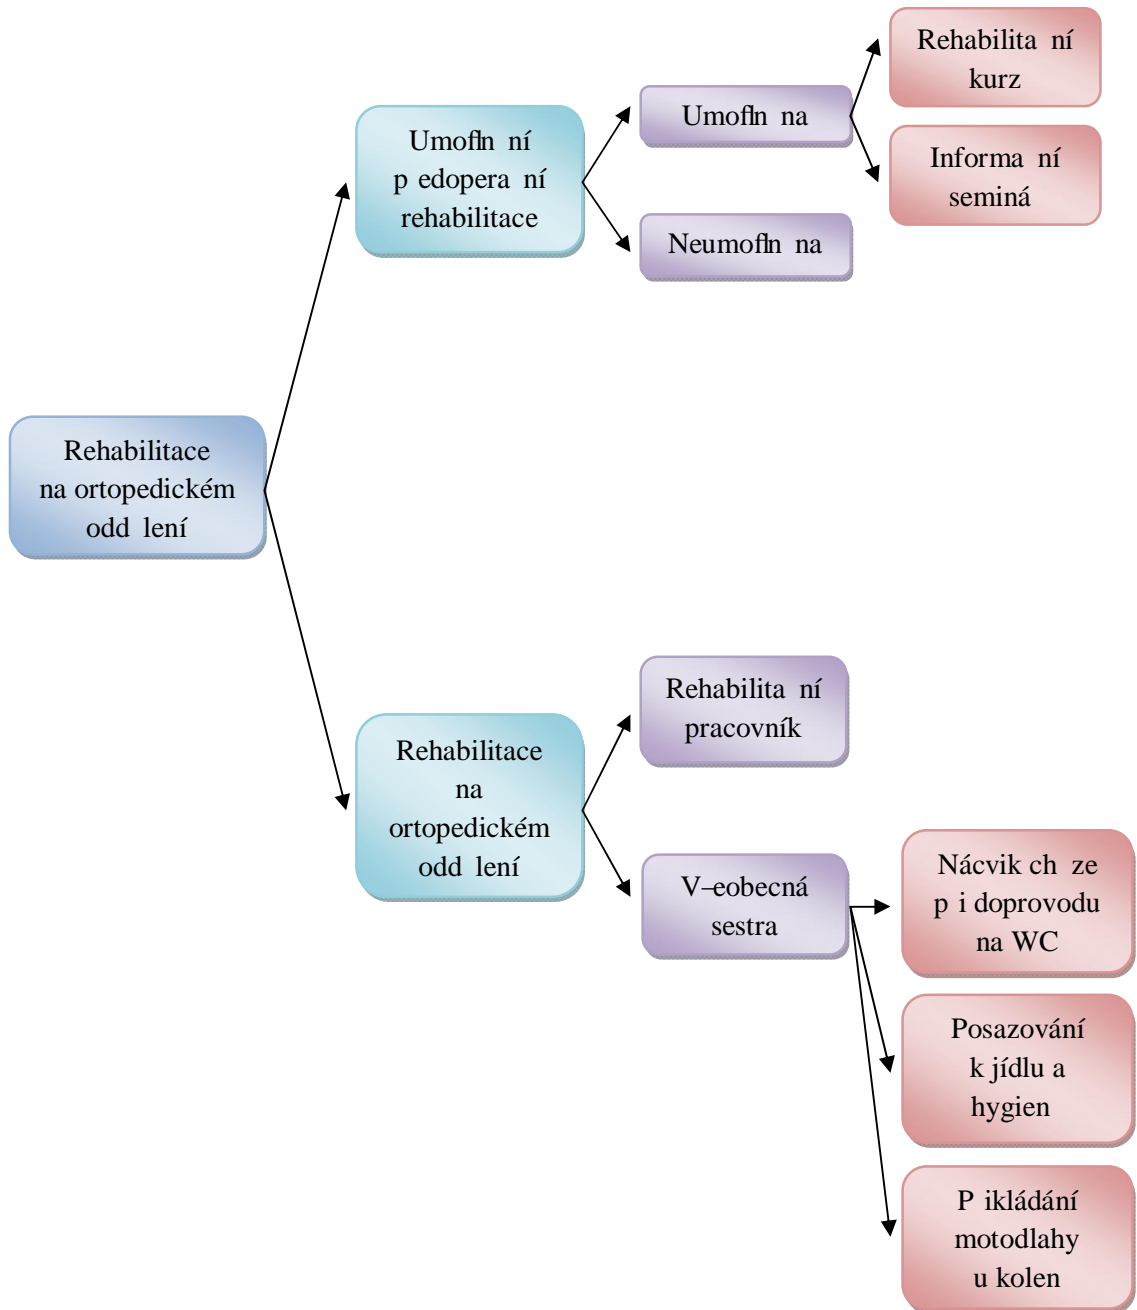 Rehabilitace
na ortopedickém
odd lení
Umofln ní
p edopera ní
rehabilitace
Umofln na
Rehabilita ní
kurz
Informa ní
seminá
Neumofln na
Rehabilitace
na
ortopedickém
odd lení
Rehabilita ní
pracovník
V–eobecná
sestra
Nácvik ch ze
p i doprovodu
na WC
Posazování
k jídlu a
hygien
P ikládání
motodlahy
u kolen